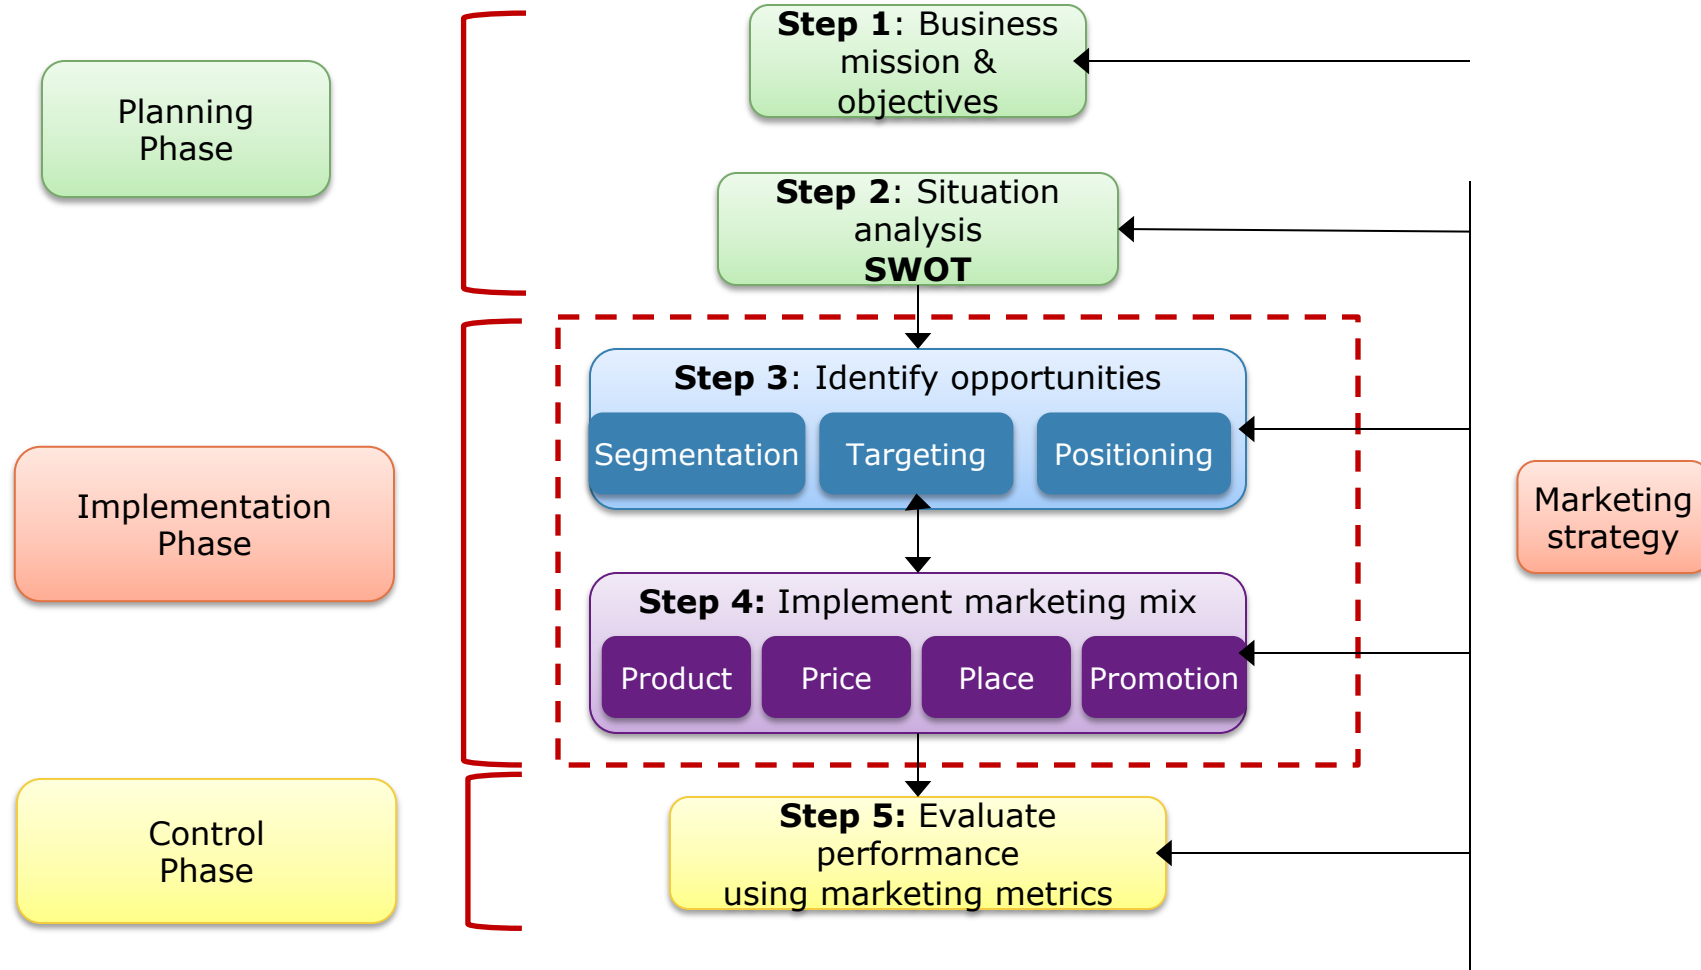 Planning
Phase
Step 1: Business
mission &
objectives
Step 2: Situation
analysis
SWOT
Implementation
Phase
Step 3: Identify opportunities
Segmentation
Targeting
Positioning
Step 4: Implement marketing mix
Product
Price
Place
Promotion
Marketing
strategy
Control
Phase
Step 5: Evaluate
performance
using marketing metrics